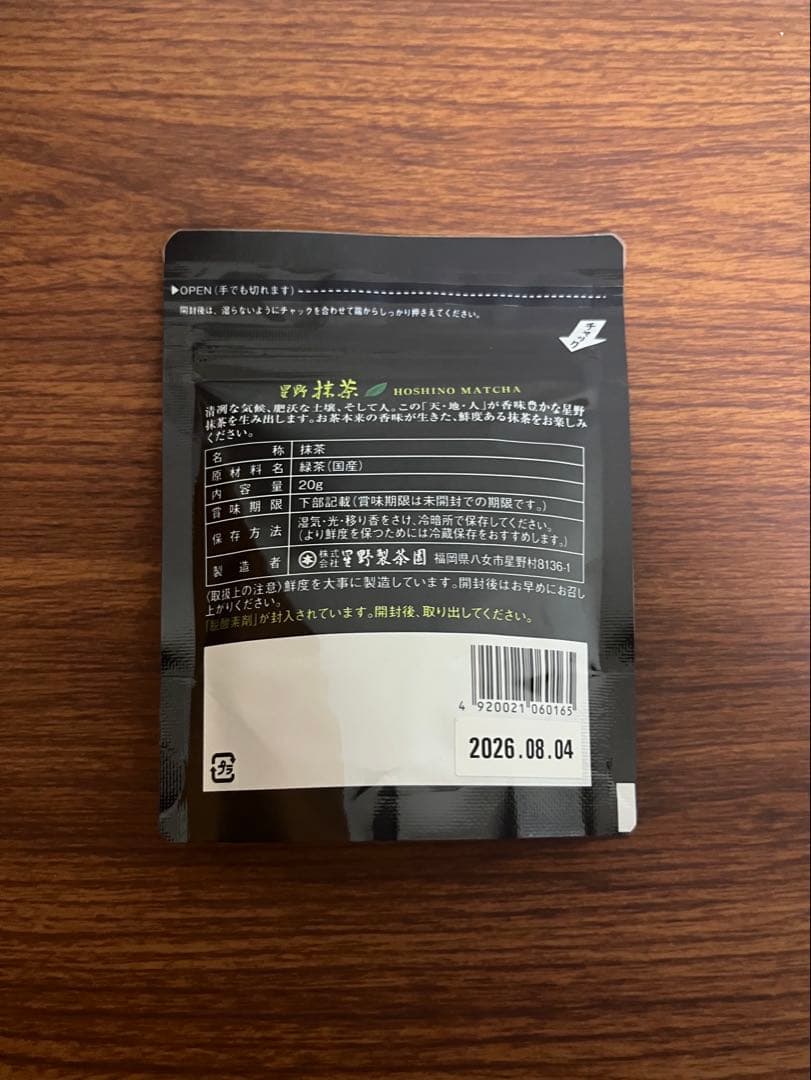 ▶OPEN(手でも切れます)
開封後は、湿らないようにチャックを合わせて端からしっかり押さえてください。
チャック
星野 抹茶 HOSHINO MATCHA
清冽な気候、肥沃な土壌、そして人。この「天・地・人」が香味豊かな星野
抹茶を生み出します。お茶本来の香味が生きた、鮮度ある抹茶をお楽しみ
ください。
名称 抹茶
原材料名 緑茶(国産)
内容量 20g
賞味期限 下部記載(賞味期限は未開封での期限です。)
保存方法 湿気・光・移り香をさけ、冷暗所で保存してください。
(より鮮度を保つためには冷蔵保存をおすすめします。)
製造者 株式会社 星野製茶園 福岡県八女市星野村8136-1
〈取扱上の注意〉鮮度を大事に製造しています。開封後はお早めにお召し
上がりください。
「脱酸素剤」が封入されています。開封後、取り出してください。
4 920021 060165
2026.08.04
プラ